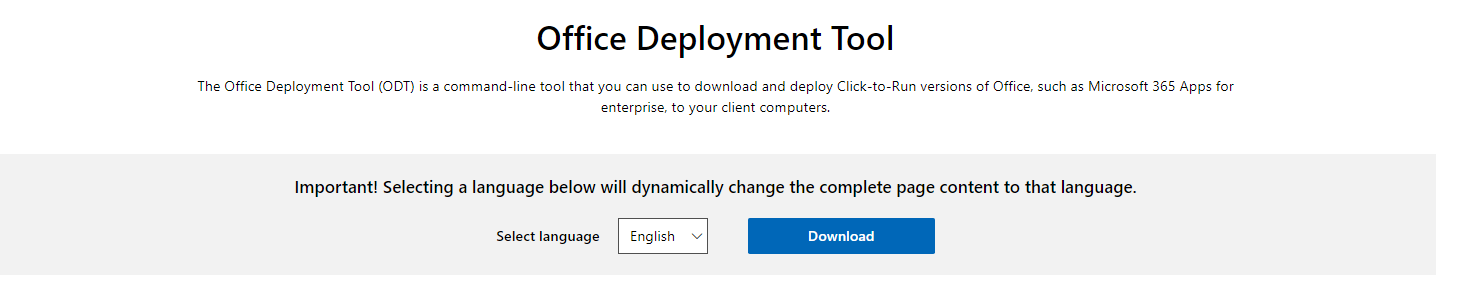 Office Deployment Tool
The Office Deployment Tool (ODT) is a command-line tool that you can use to download and deploy Click-to-Run versions of Office, such as Microsoft 365 Apps for
enterprise, to your client computers.
Important! Selecting a language below will dynamically change the complete page content to that language.
Select language English Download